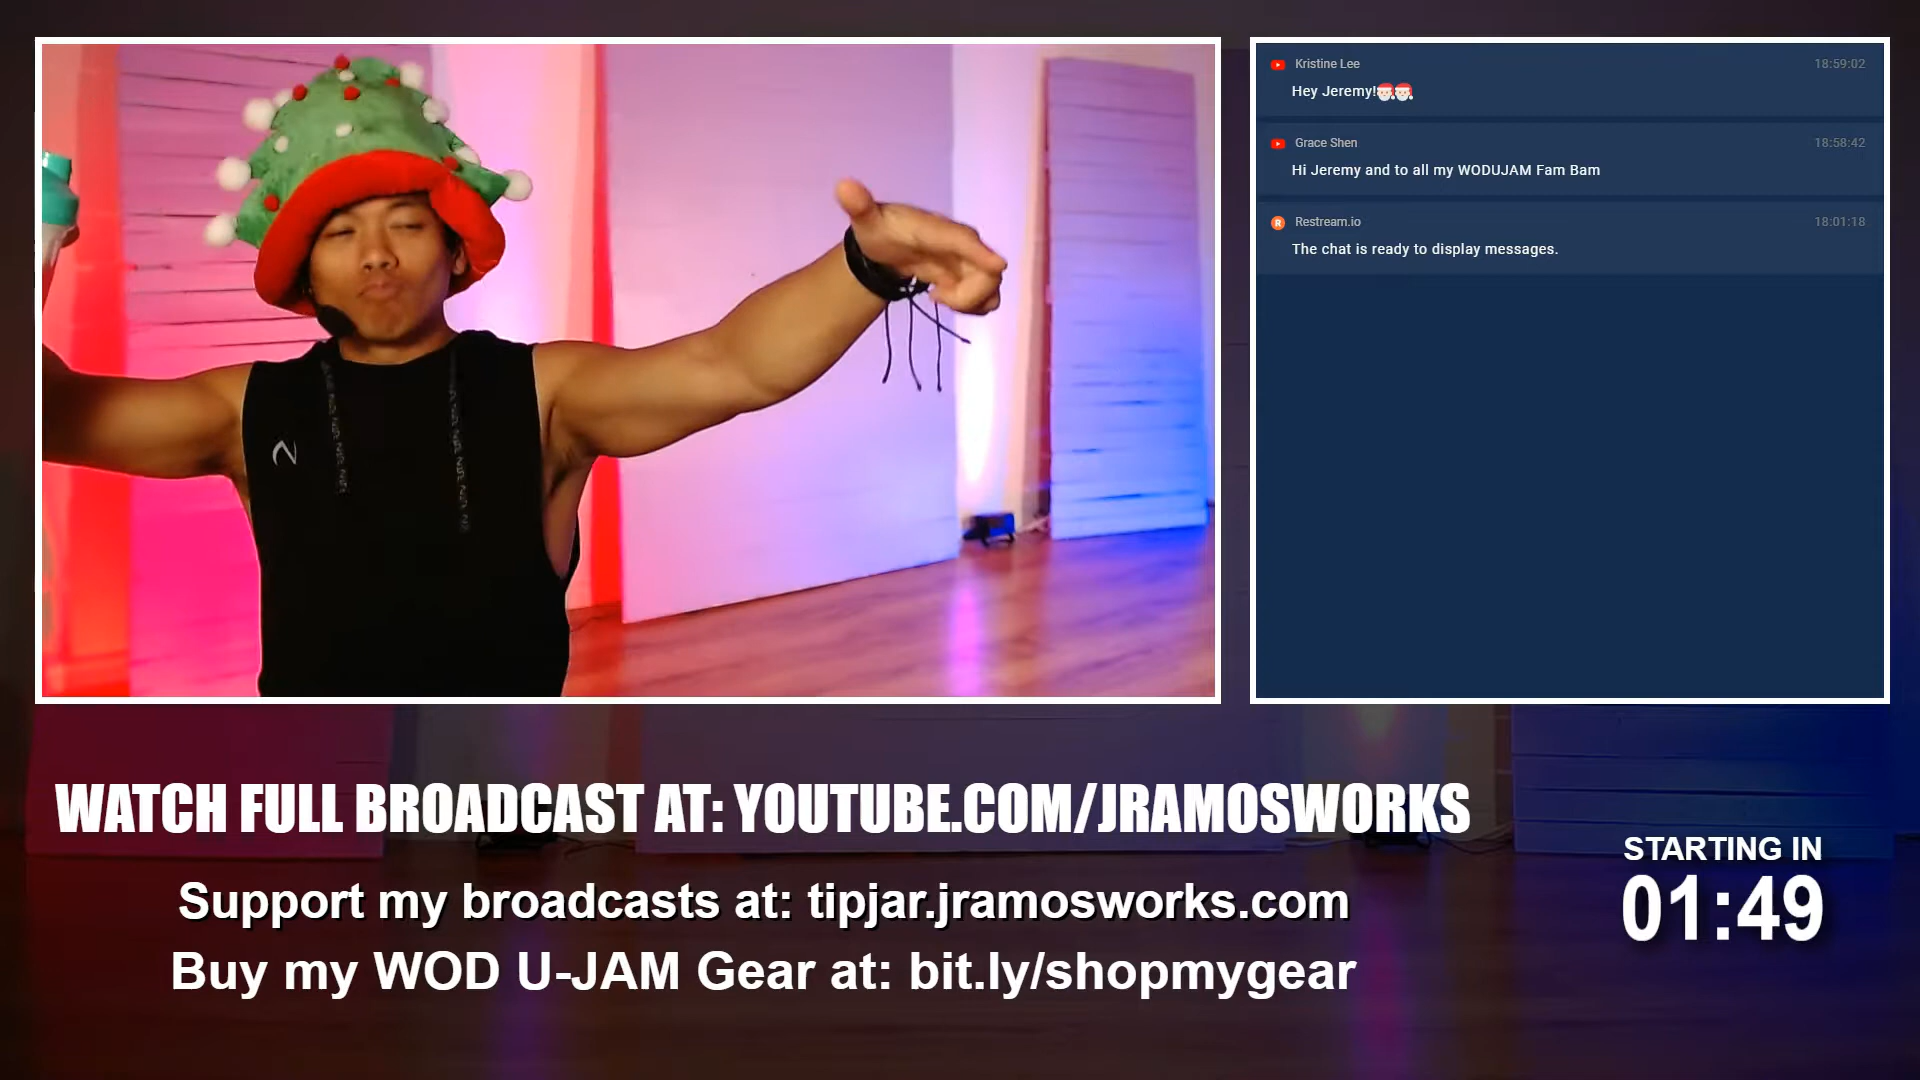 Kristine Lee 18:59:02
Hey Jeremy!🎅🎅
Grace Shen 18:58:42
Hi Jeremy and to all my WODUJAM Fam Bam
Restream.io 18:01:18
The chat is ready to display messages.
WATCH FULL BROADCAST AT: YOUTUBE.COM/JRAMOSWORKS
Support my broadcasts at: tipjar.jramosworks.com
Buy my WOD U-JAM Gear at: bit.ly/shopmygear
STARTING IN
01:49